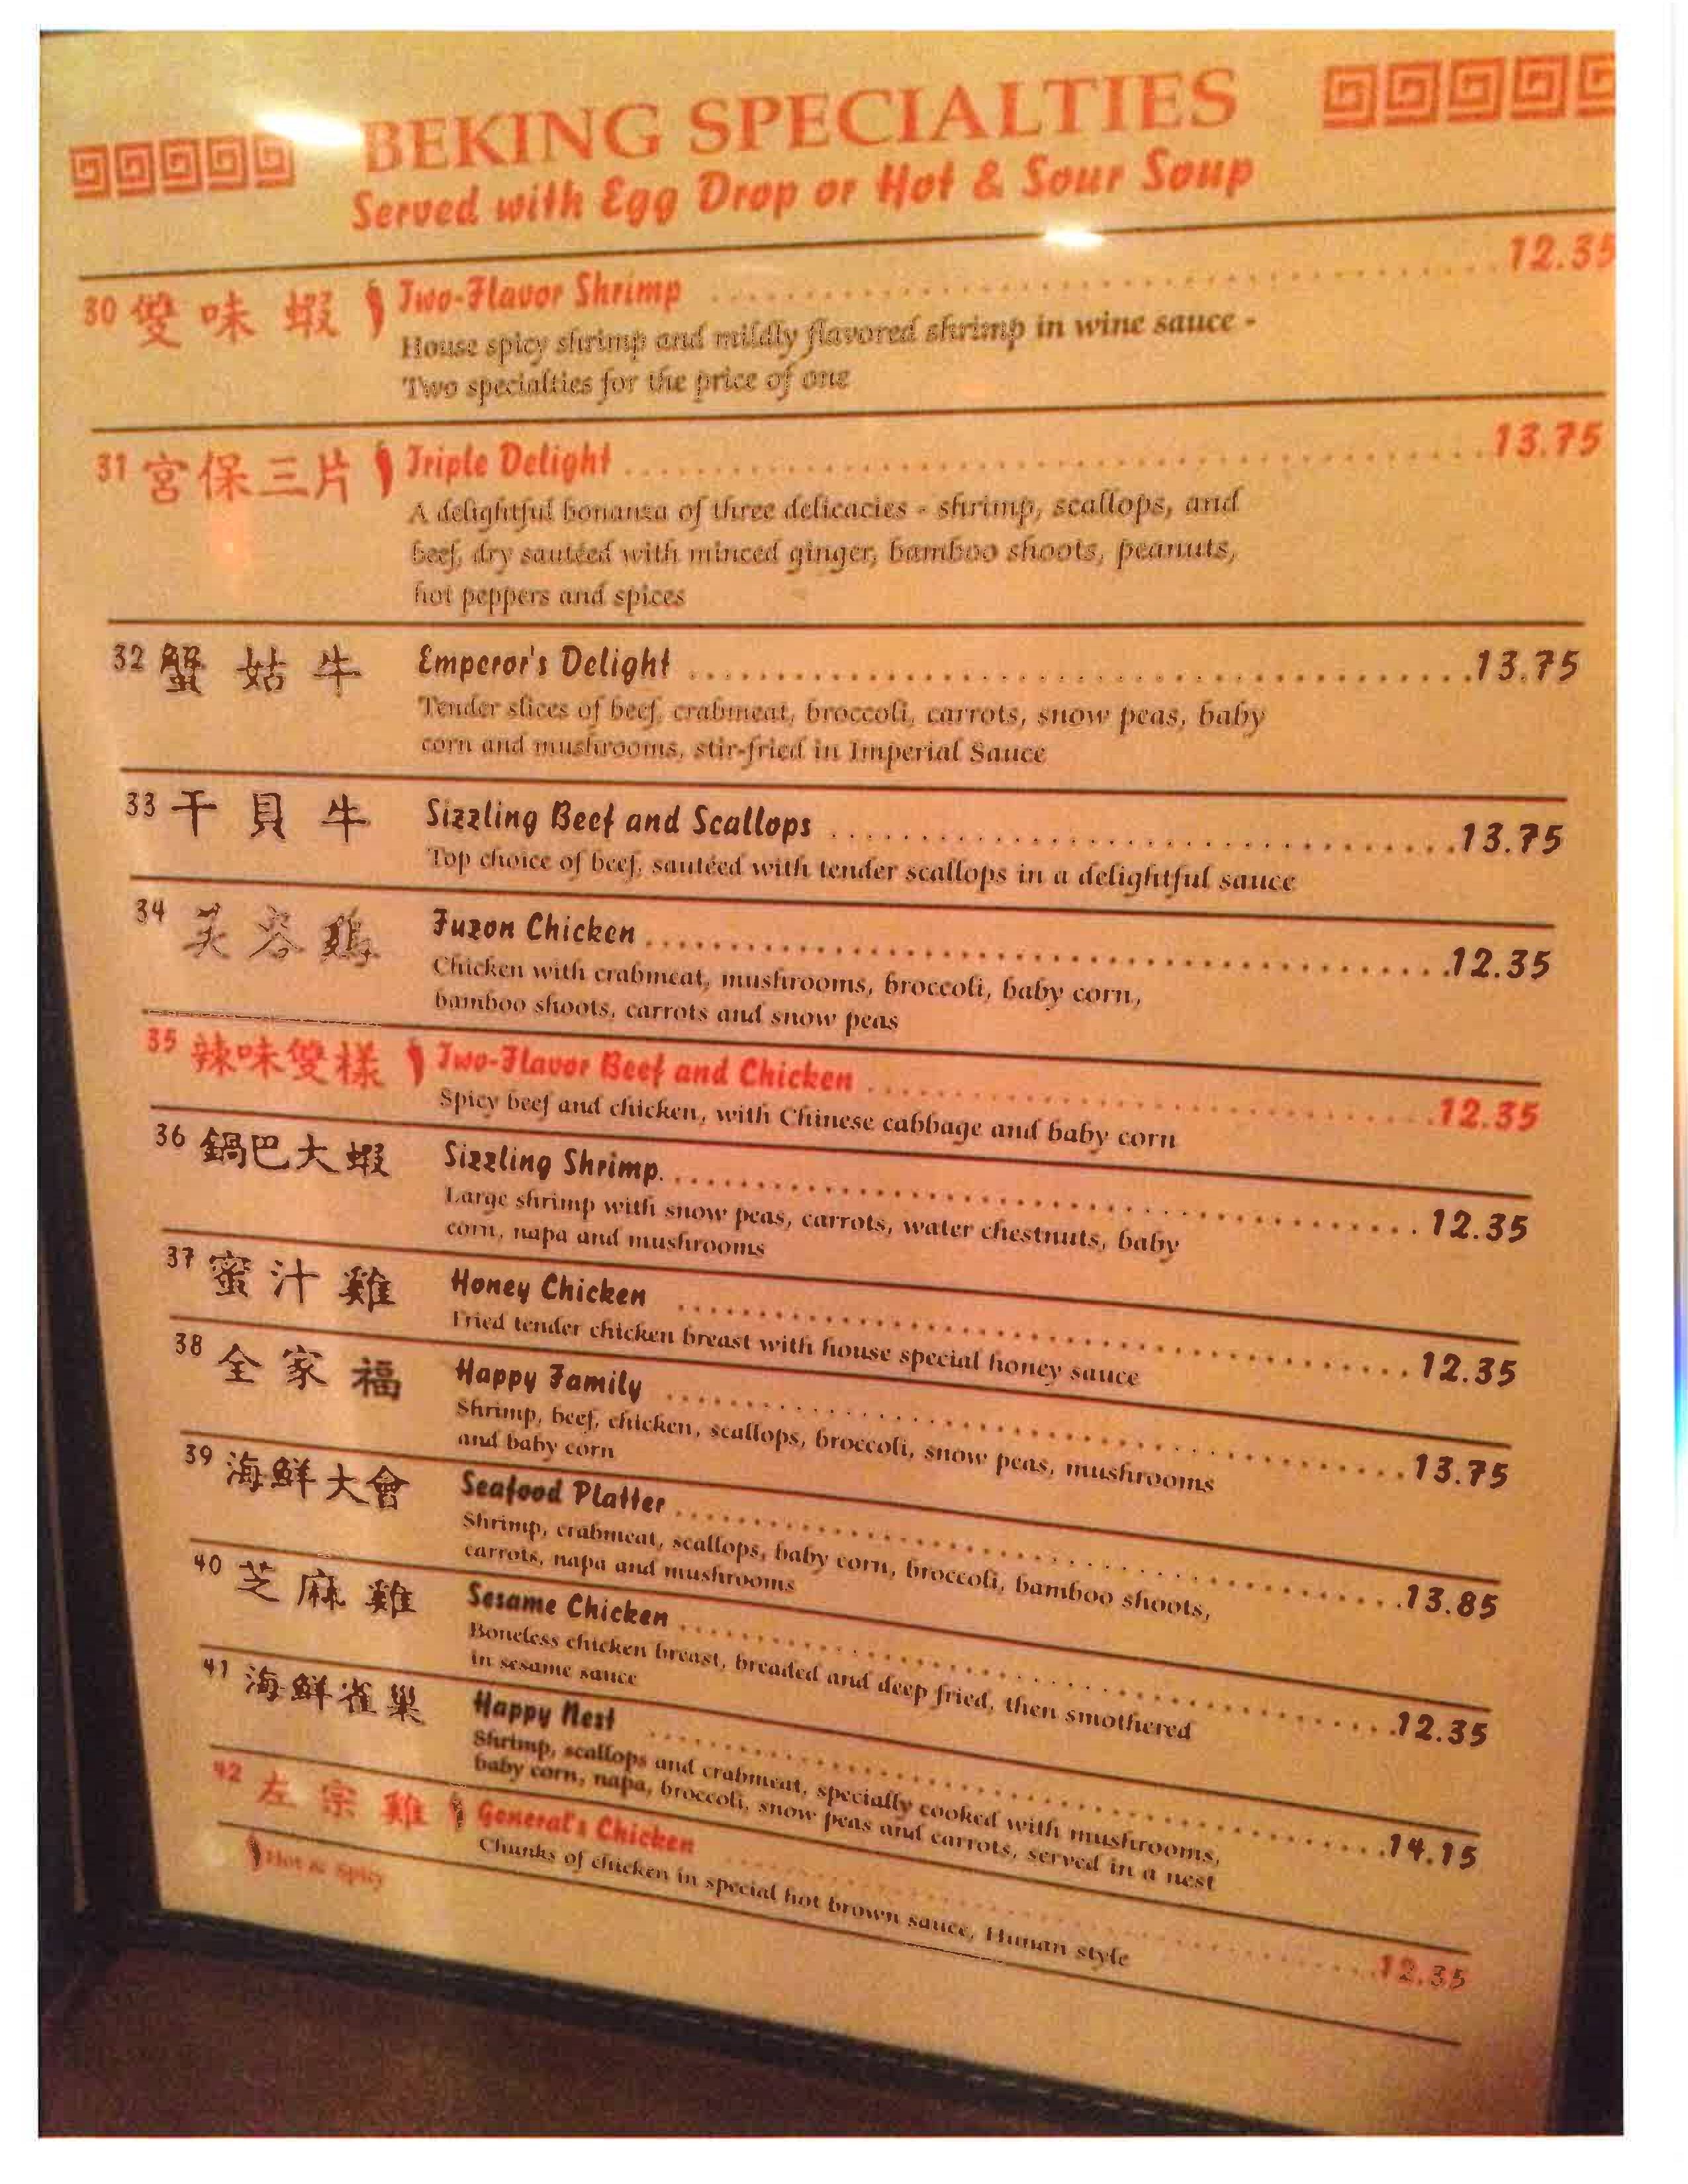 BEKING SPECIALTIES
Served with Egg Drop or Hot & Sour Soup
30 雙味蝦 Two-Flavor Shrimp 12.35
House spicy shrimp and mildly flavored shrimp in wine sauce -
Two specialties for the price of one
31 宮保三片 Triple Delight 13.75
A delightful bonanza of three delicacies - shrimp, scallops, and
beef, dry sautéed with minced ginger, bamboo shoots, peanuts,
hot peppers and spices
32 蟹姑牛 Emperor's Delight 13.75
Tender slices of beef, crabmeat, broccoli, carrots, snow peas, baby
corn and mushrooms, stir-fried in Imperial Sauce
33 干貝牛 Sizzling Beef and Scallops 13.75
Top choice of beef, sautéed with tender scallops in a delightful sauce
34 芙容鷄 Fuzon Chicken 12.35
Chicken with crabmeat, mushrooms, broccoli, baby corn,
bamboo shoots, carrots and snow peas
35 辣味雙樣 Two-Flavor Beef and Chicken 12.35
Spicy beef and chicken, with Chinese cabbage and baby corn
36 鍋巴大蝦 Sizzling Shrimp 12.35
Large shrimp with snow peas, carrots, water chestnuts, baby
corn, napa and mushrooms
37 蜜汁雞 Honey Chicken 12.35
Fried tender chicken breast with house special honey sauce
38 全家福 Happy Family 13.75
Shrimp, beef, chicken, scallops, broccoli, snow peas, mushrooms
and baby corn
39 海鮮大會 Seafood Platter 13.85
Shrimp, crabmeat, scallops, baby corn, broccoli, bamboo shoots,
carrots, napa and mushrooms
40 芝麻雞 Sesame Chicken 12.35
Boneless chicken breast, breaded and deep fried, then smothered
in sesame sauce
41 海鮮雀巢 Happy Nest 14.15
Shrimp, scallops and crabmeat, specially cooked with mushrooms,
baby corn, napa, broccoli, snow peas and carrots, served in a nest
42 左宗雞 General's Chicken 12.35
Chunks of chicken in special hot brown sauce, Hunan style
Hot & Spicy